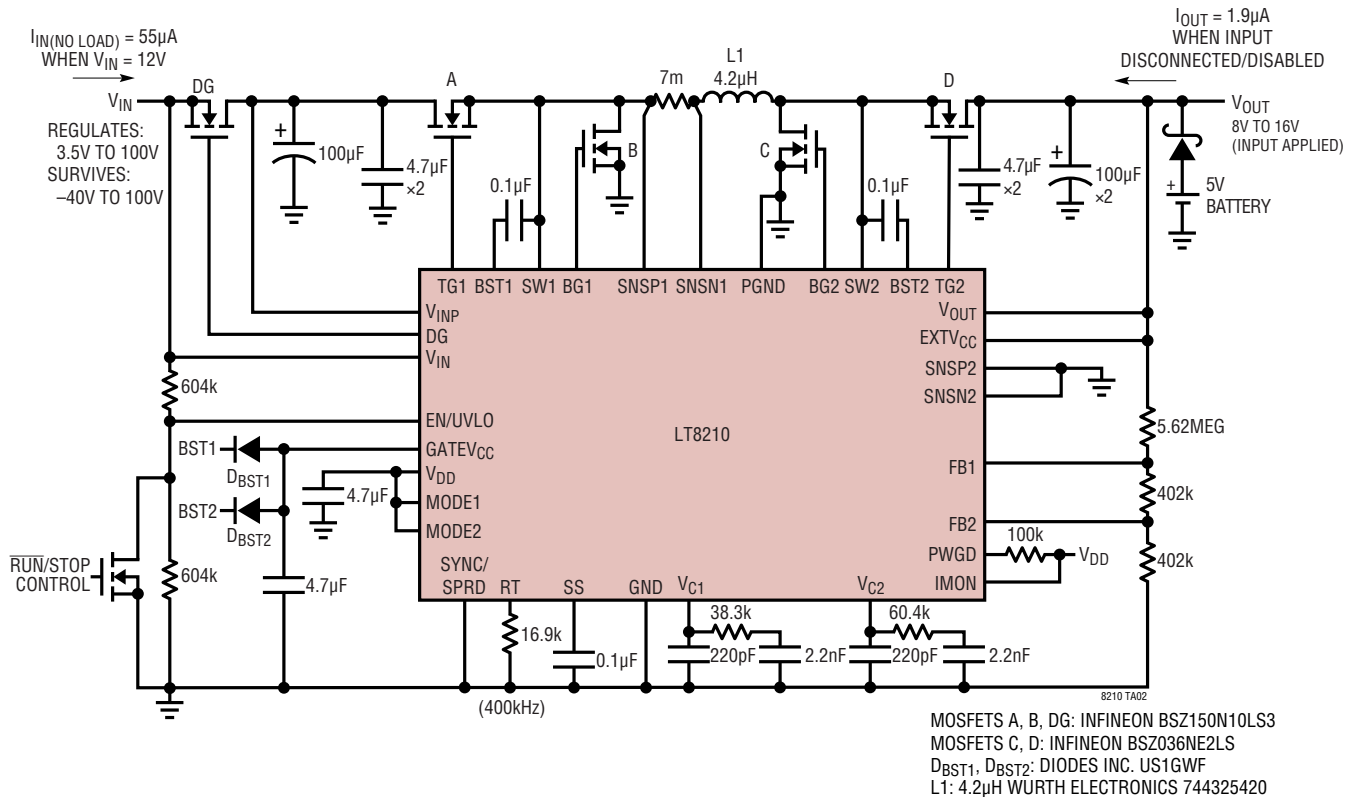 IIN(NO LOAD) = 55µA
WHEN VIN = 12V
IOUT = 1.9µA
WHEN INPUT
DISCONNECTED/DISABLED
VIN
REGULATES:
3.5V TO 100V
SURVIVES:
–40V TO 100V
DG
+
100µF
4.7µF
×2
A
0.1µF
B
7m
L1
4.2µH
C
0.1µF
D
4.7µF
×2
+
100µF
×2
VOUT
8V TO 16V
(INPUT APPLIED)
+
5V
BATTERY
TG1 BST1 SW1 BG1 SNSP1 SNSN1 PGND BG2 SW2 BST2 TG2
VINP
DG
VIN
EN/UVLO
GATEVCC
VDD
MODE1
MODE2
SYNC/
SPRD
RT
SS
GND
VC1
VC2
LT8210
VOUT
EXTVCC
SNSP2
SNSN2
FB1
FB2
PWGD
IMON
604k
BST1
DBST1
BST2
DBST2
4.7µF
RUN/STOP
CONTROL
604k
4.7µF
5.62MEG
402k
100k
VDD
402k
16.9k
(400kHz)
0.1µF
38.3k
220pF
2.2nF
60.4k
220pF
2.2nF
8210 TA02
MOSFETS A, B, DG: INFINEON BSZ150N10LS3
MOSFETS C, D: INFINEON BSZ036NE2LS
DBST1, DBST2: DIODES INC. US1GWF
L1: 4.2µH WURTH ELECTRONICS 744325420